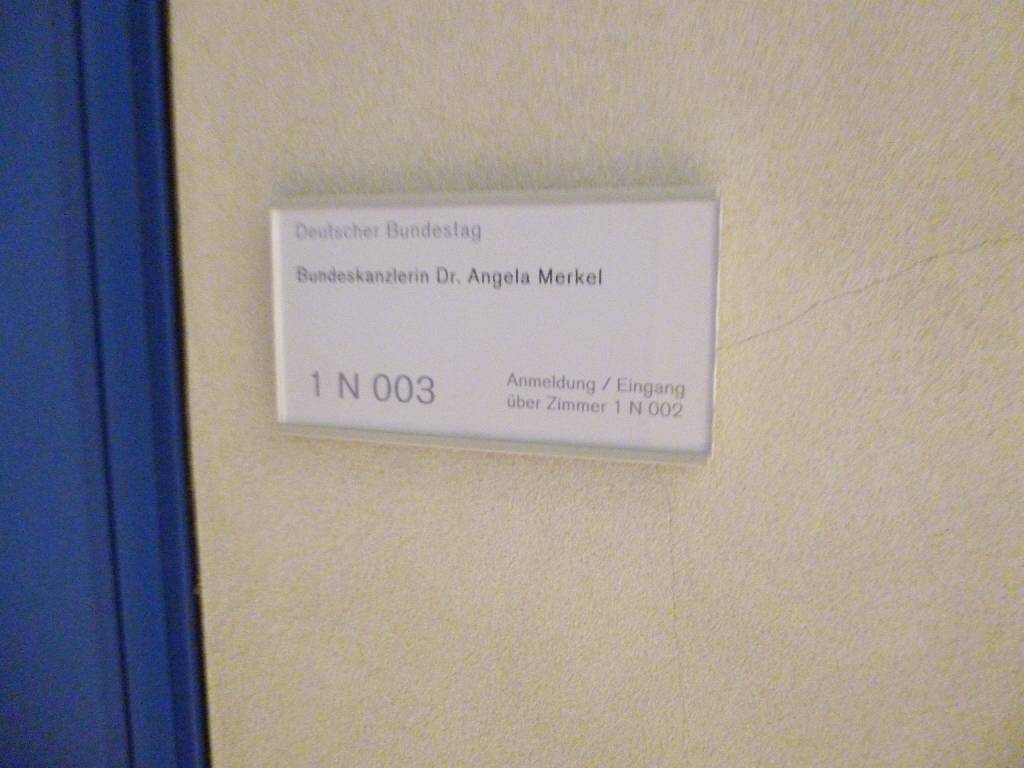 Deutscher Bundestag
Bundeskanzlerin Dr. Angela Merkel
1 N 003
Anmeldung / Eingang
über Zimmer 1 N 002